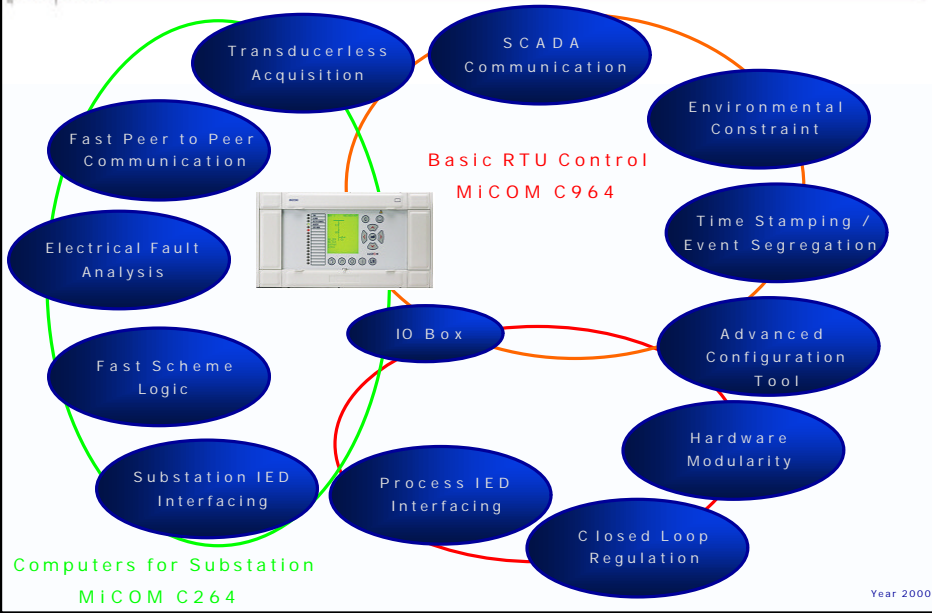 Transducerless
Acquisition
SCADA
Communication
Environmental
Constraint
Fast Peer to Peer
Communication
Basic RTU Control
MiCOM C964
Time Stamping /
Event Segregation
Electrical Fault
Analysis
IO Box
Advanced
Configuration
Tool
Fast Scheme
Logic
Hardware
Modularity
Substation IED
Interfacing
Process IED
Interfacing
Closed Loop
Regulation
Computers for Substation
MiCOM C264
Year 2000